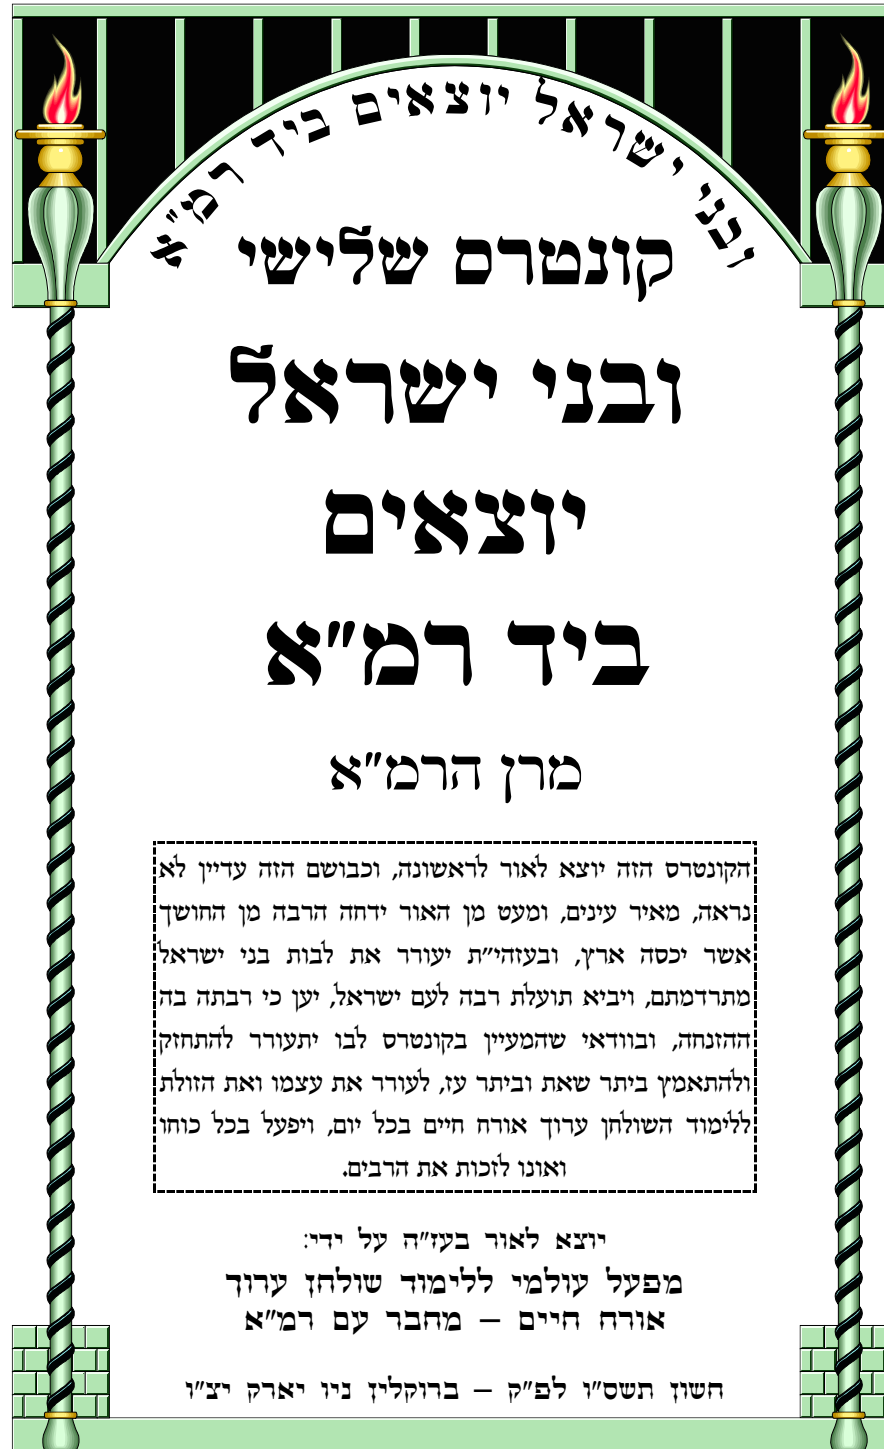 ובני ישראל יוצאים ביד רמ"א
קונטרס שלישי
ובני ישראל
יוצאים
ביד רמ"א
מרן הרמ"א
הקונטרס הזה יוצא לאור לראשונה, וכבושם הזה עדיין לא
נראה, מאיר עינים, ומעט מן האור ידחה הרבה מן החושך
אשר יכסה ארץ, ובעזהי"ת יעורר את לבות בני ישראל
מתרדמתם, ויביא תועלת רבה לעם ישראל, יען כי רבתה בה
ההזנחה, ובוודאי שהמעיין בקונטרס לבו יתעורר להתחזק
ולהתאמץ ביתר שאת וביתר עז, לעורר את עצמו ואת הזולת
ללימוד השולחן ערוך אורח חיים בכל יום, ויפעל בכל כוחו
ואונו לזכות את הרבים.
יוצא לאור בעז"ה על ידי:
מפעל עולמי ללימוד שולחן ערוך
אורח חיים – מחבר עם רמ"א
חשון תשס"ו לפ"ק – ברוקלין ניו יארק יצ"ו